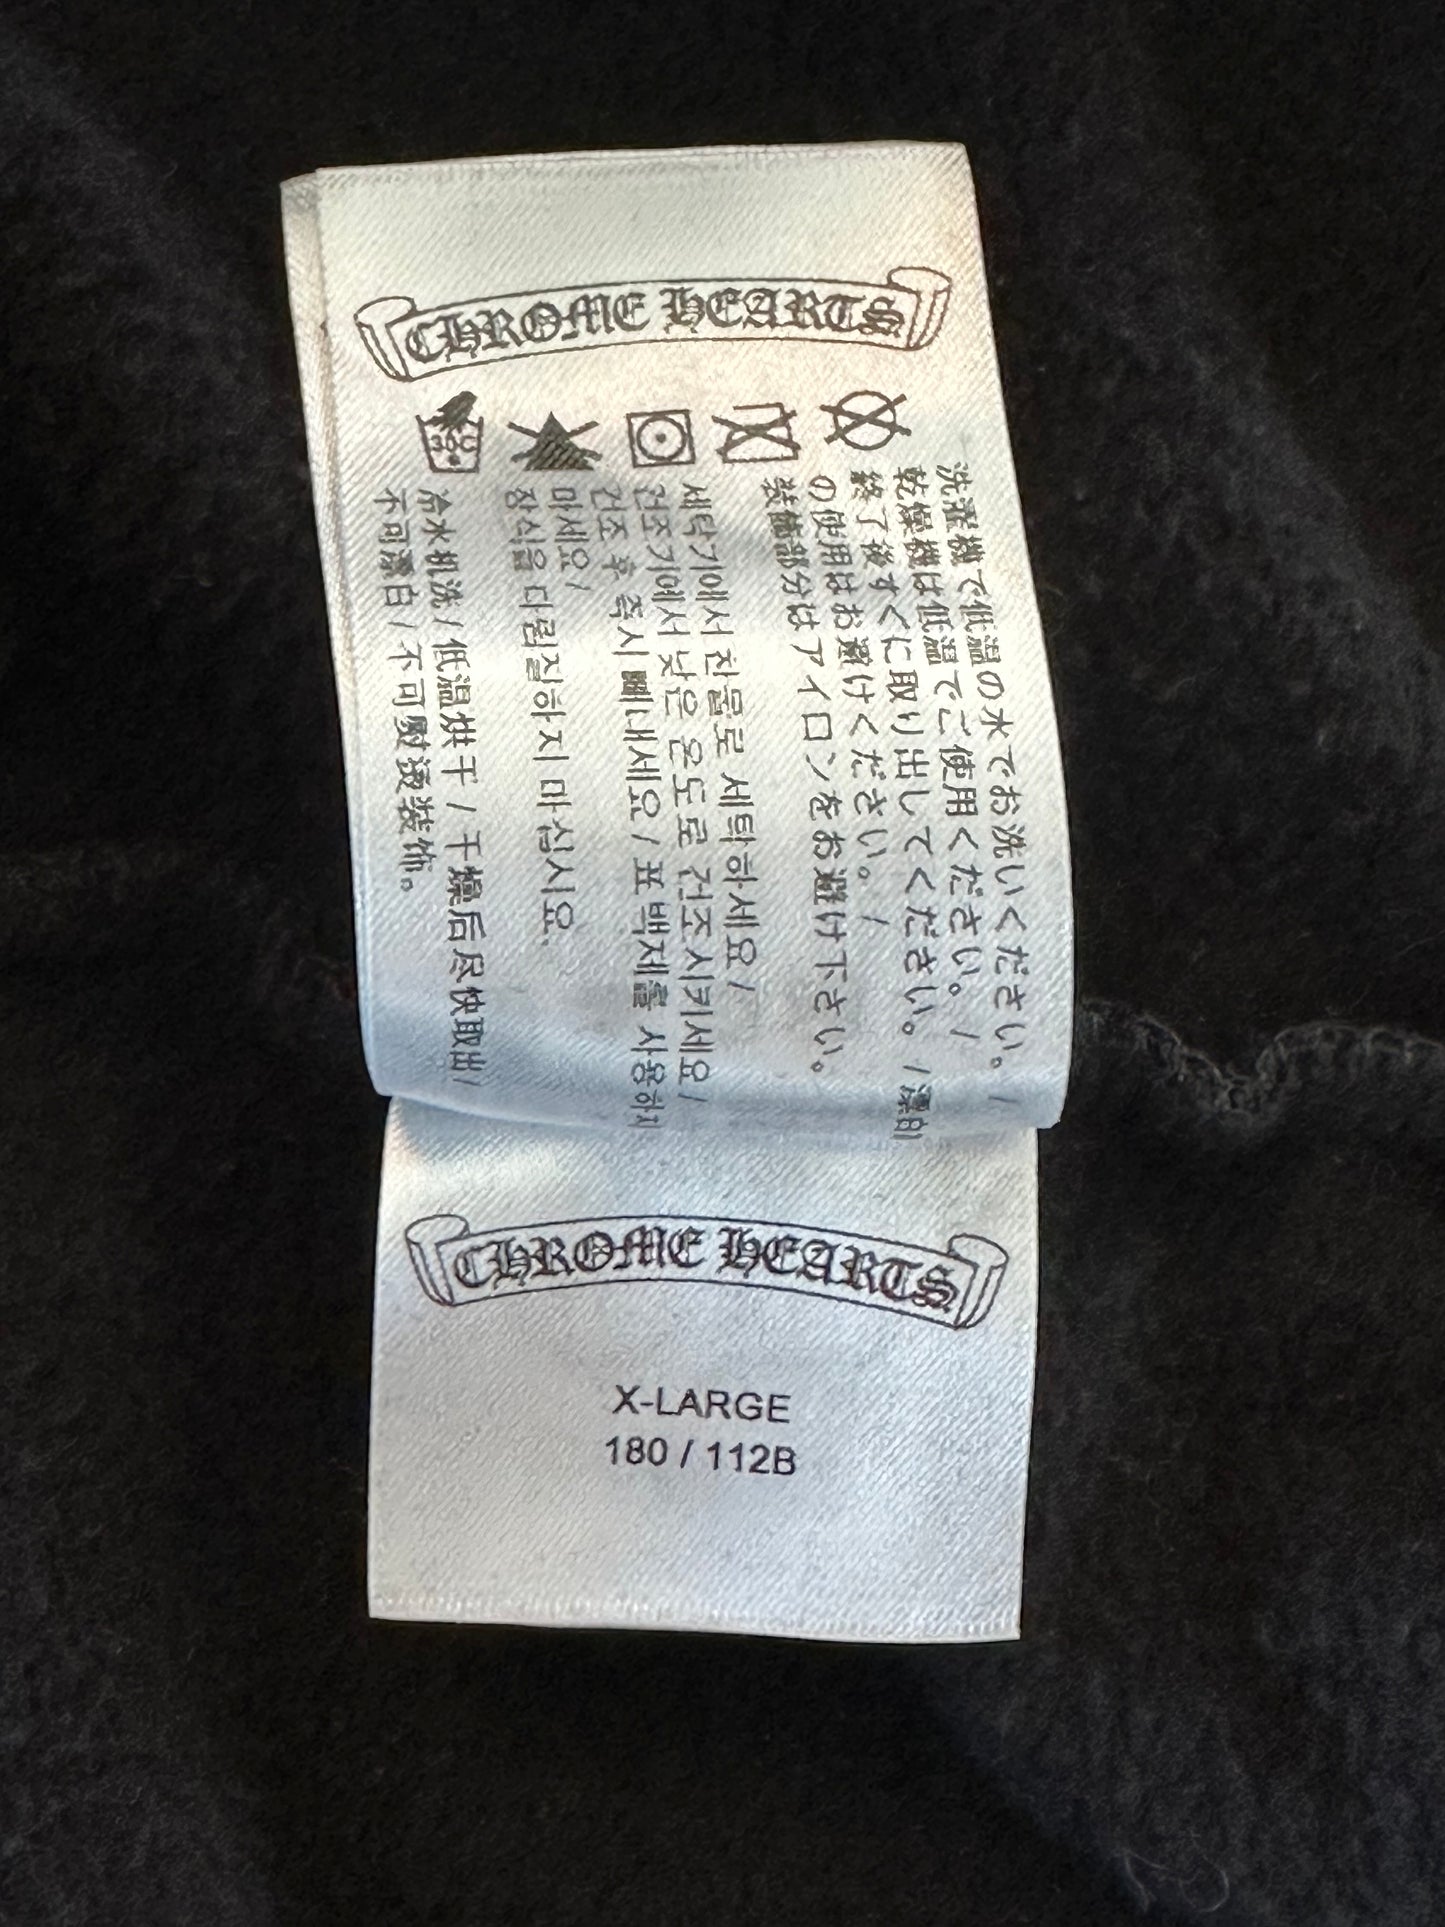 CHROME HEARTS
洗濯機で低温の水でお洗いください。 /
乾燥機は低温でご使用ください。 /
終了後すぐに取り出してください。 / 漂白剤
の使用はお避けください。 /
装飾部分はアイロンをお避け下さい。
세탁기에서 찬물로 세탁하세요 /
건조기에서 낮은 온도로 건조시키세요 /
건조 후 즉시 빼내세요 / 표백제를 사용하지
마세요 /
장식을 다림질하지 마십시요.
冷水机洗 / 低温烘干 / 干燥后尽快取出 /
不可漂白 / 不可熨烫装饰。
CHROME HEARTS
X-LARGE
180 / 112B